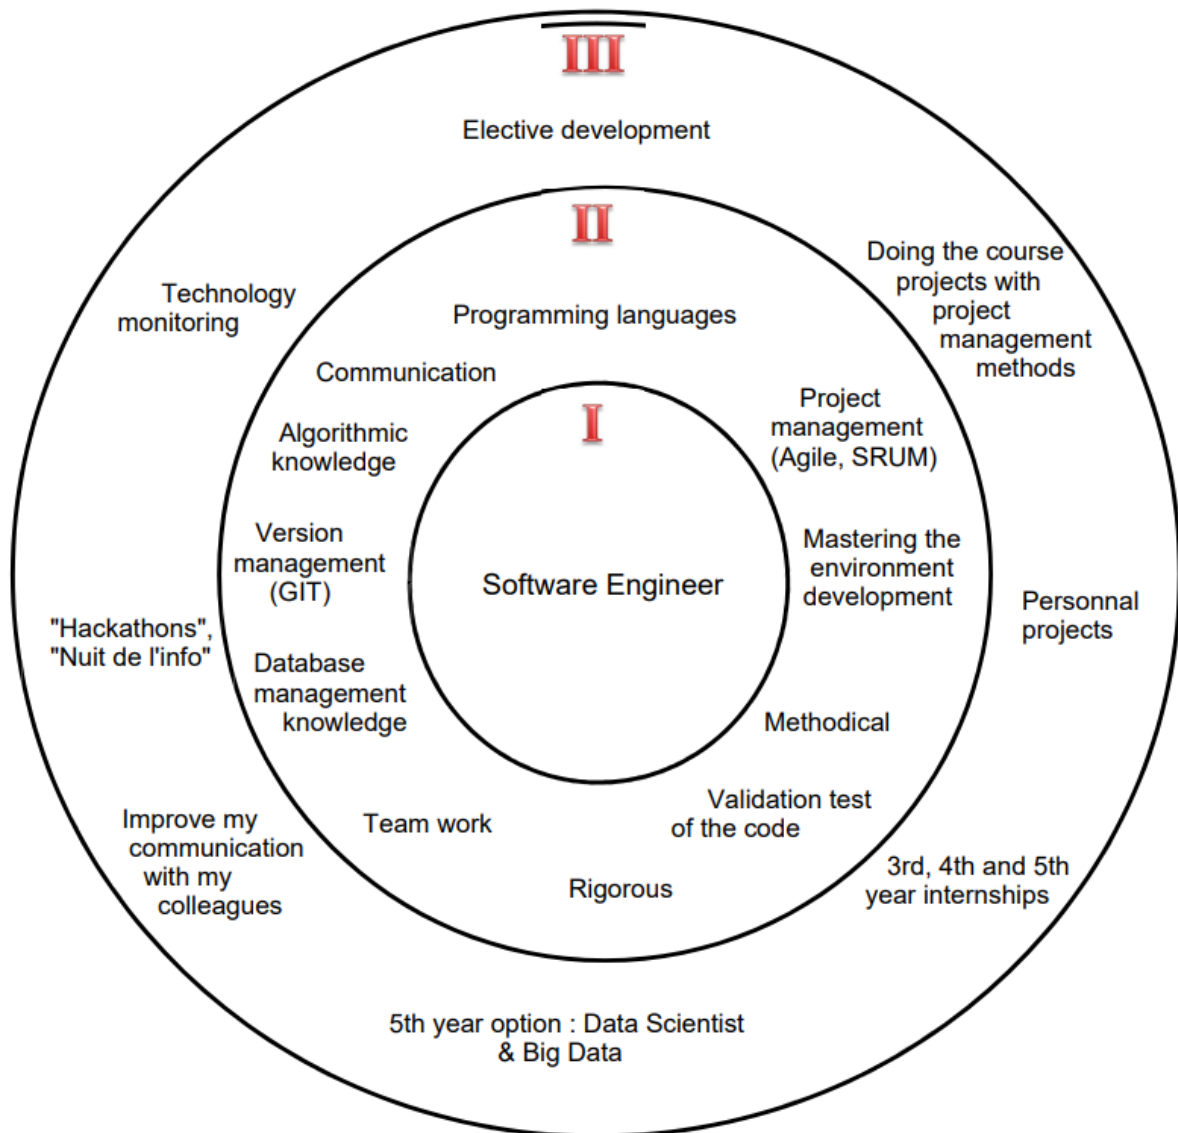 III
Elective development
II
Technology
monitoring
Doing the course
projects with
project
management
methods
Programming languages
Communication
I
Algorithmic
knowledge
Project
management
(Agile, SRUM)
Version
management
(GIT)
Software Engineer
Mastering the
environment
development
"Hackathons",
"Nuit de l'info"
Personnal
projects
Database
management
knowledge
Methodical
Improve my
communication
with my
colleagues
Team work
Validation test
of the code
Rigorous
3rd, 4th and 5th
year internships
5th year option : Data Scientist
& Big Data